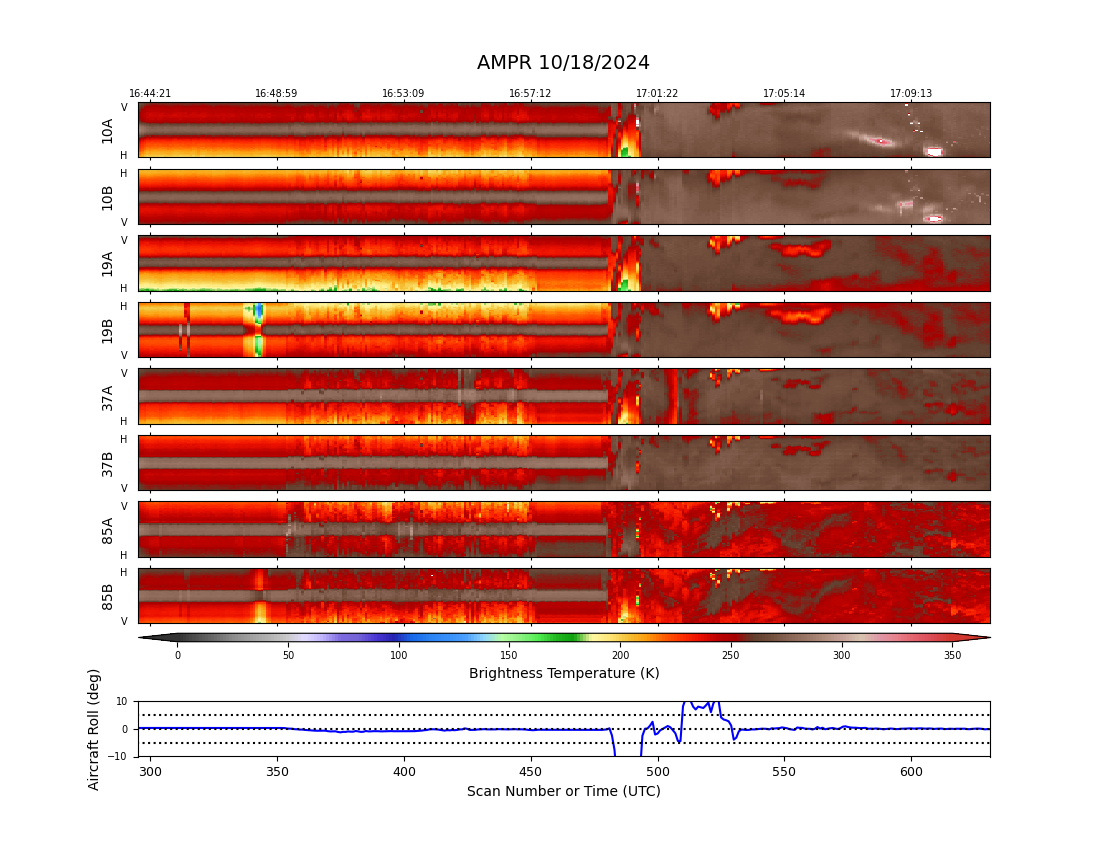 AMPR 10/18/2024
16:44:21 16:48:59 16:53:09 16:57:12 17:01:22 17:05:14 17:09:13
V
10A
H
H
10B
V
V
19A
H
H
19B
V
V
37A
H
H
37B
V
V
85A
H
H
85B
V
0 50 100 150 200 250 300 350
Brightness Temperature (K)
Aircraft Roll (deg)
10
0
−10
300 350 400 450 500 550 600
Scan Number or Time (UTC)